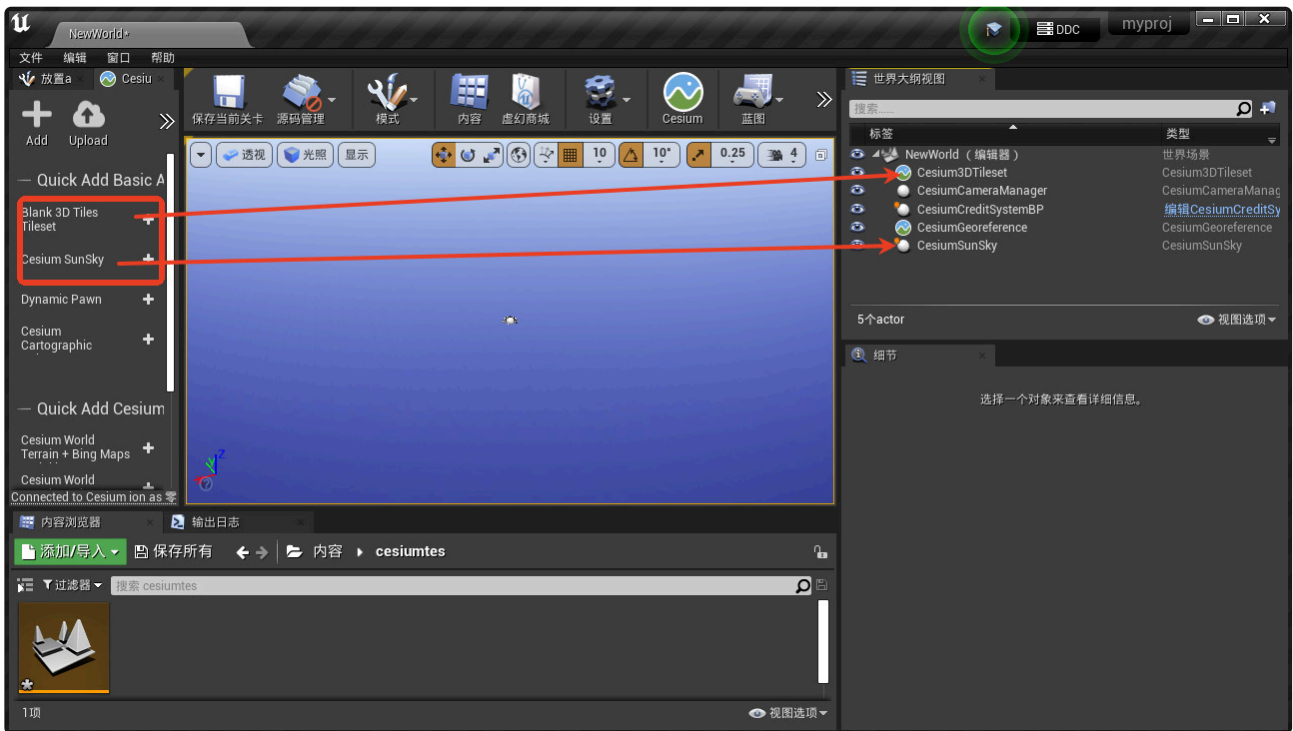 NewWorld*
DDC
myproj
文件 编辑 窗口 帮助
放置a
Cesiu
Add
Upload
Quick Add Basic A
Blank 3D Tiles
Tileset
Cesium SunSky
Dynamic Pawn
Cesium
Cartographic
Quick Add Cesium
Cesium World
Terrain + Bing Maps
Cesium World
Connected to Cesium ion as 零
保存当前关卡
源码管理
模式
内容
虚幻商城
设置
Cesium
蓝图
透视
光照
显示
10
10°
0.25
4
Z
世界大纲视图
搜索......
标签
类型
NewWorld（编辑器）
世界场景
Cesium3DTileset
Cesium3DTileset
CesiumCameraManager
CesiumCameraManag
CesiumCreditSystemBP
编辑CesiumCreditSy
CesiumGeoreference
CesiumGeoreference
CesiumSunSky
CesiumSunSky
5个actor
视图选项
细节
选择一个对象来查看详细信息。
内容浏览器
输出日志
添加/导入
保存所有
内容
cesiumtes
过滤器
搜索 cesiumtes
1项
视图选项